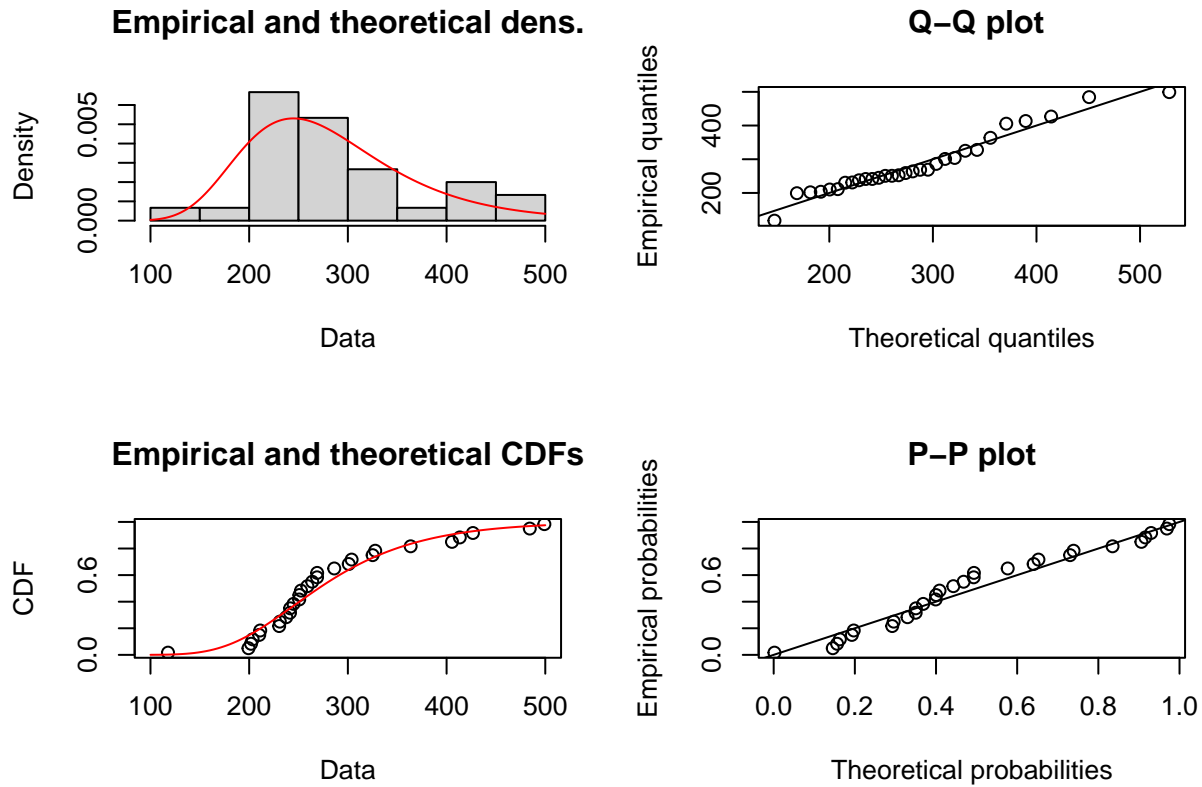 Empirical and theoretical dens.
Density
0.000 0.005
100 200 300 400 500
Data
Q−Q plot
Empirical quantiles
200 400
200 300 400 500
Theoretical quantiles
Empirical and theoretical CDFs
CDF
0.0 0.6
100 200 300 400 500
Data
P−P plot
Empirical probabilities
0.0 0.6
0.0 0.2 0.4 0.6 0.8 1.0
Theoretical probabilities